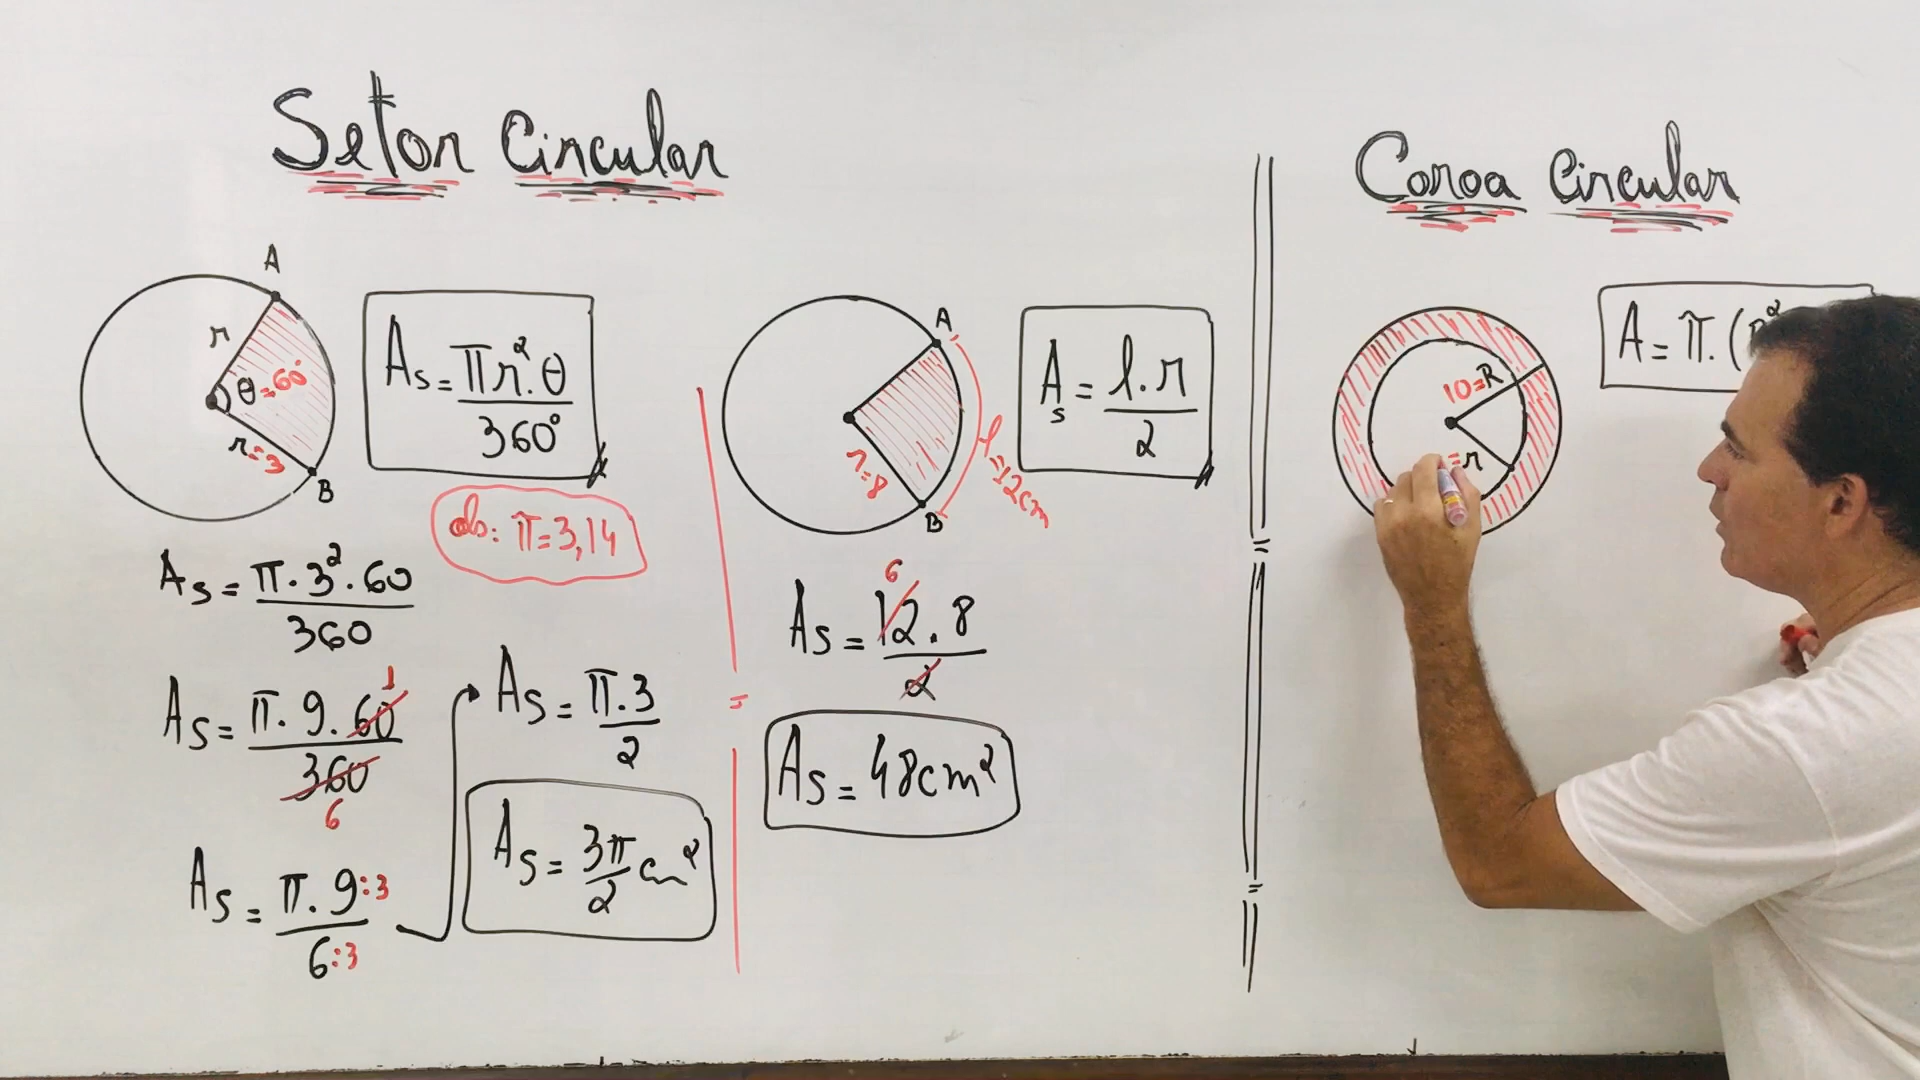 Setor Circular
A
r
θ=60°
r=3
B
As = πr².θ / 360°
obs: π=3,14
As = π.3².60 / 360
As = π.9.60 / 360
1
6
As = π.9:3 / 6:3
As = π.3 / 2
As = 3π/2 cm²
A
r=8
B
l=12cm
As = l.r / 2
6
As = 12.8 / 2
As = 48cm²
Coroa Circular
10=R
=r
A = π.(